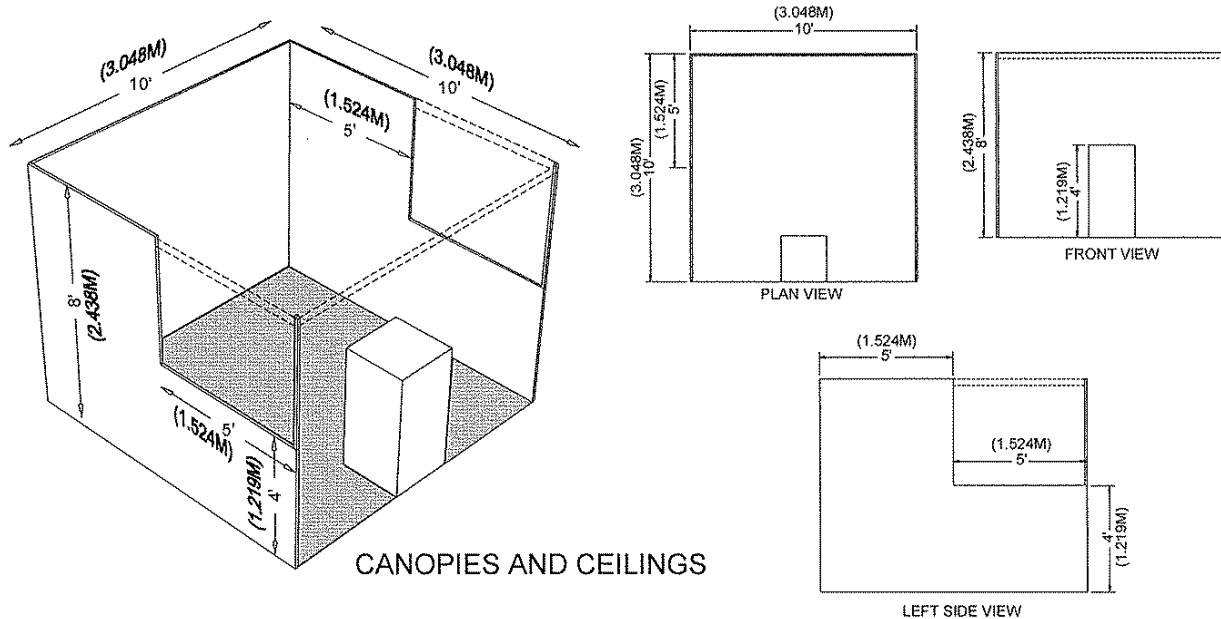 (3.048M)
10'
(3.048M)
10'
(1.524M)
5'
8'
(2.438M)
5'
(1.524M)
4'
(1.219M)
CANOPIES AND CEILINGS
(3.048M)
10'
(1.524M)
5'
(3.048M)
10'
PLAN VIEW
(2.438M)
8'
(1.219M)
4'
FRONT VIEW
(1.524M)
5'
(1.524M)
5'
4'
(1.219M)
LEFT SIDE VIEW